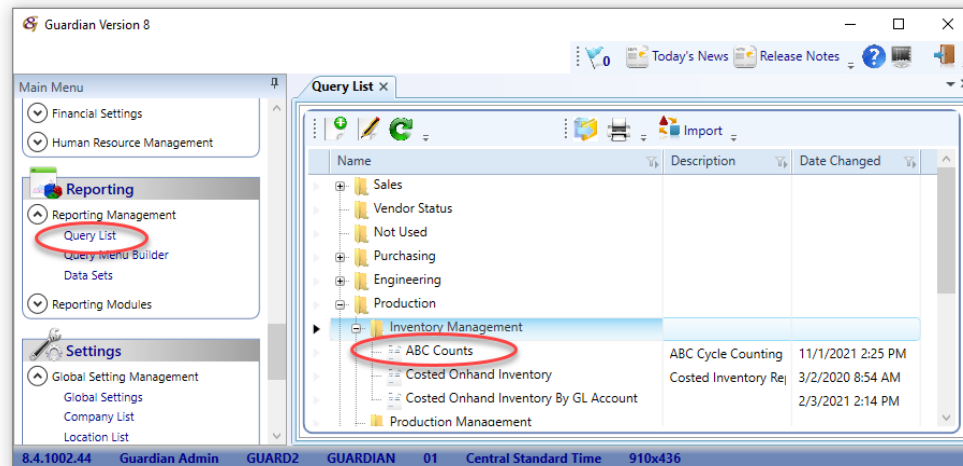 Guardian Version 8
0 Today's News Release Notes
Main Menu
Financial Settings
Human Resource Management
Reporting
Reporting Management
Query List
Query Menu Builder
Data Sets
Reporting Modules
Settings
Global Setting Management
Global Settings
Company List
Location List
Query List
Import
Name Description Date Changed
Sales
Vendor Status
Not Used
Purchasing
Engineering
Production
Inventory Management
ABC Counts ABC Cycle Counting 11/1/2021 2:25 PM
Costed Onhand Inventory Costed Inventory Rej 3/2/2020 8:54 AM
Costed Onhand Inventory By GL Account 2/3/2021 2:14 PM
Production Management
8.4.1002.44 Guardian Admin GUARD2 GUARDIAN 01 Central Standard Time 910x436